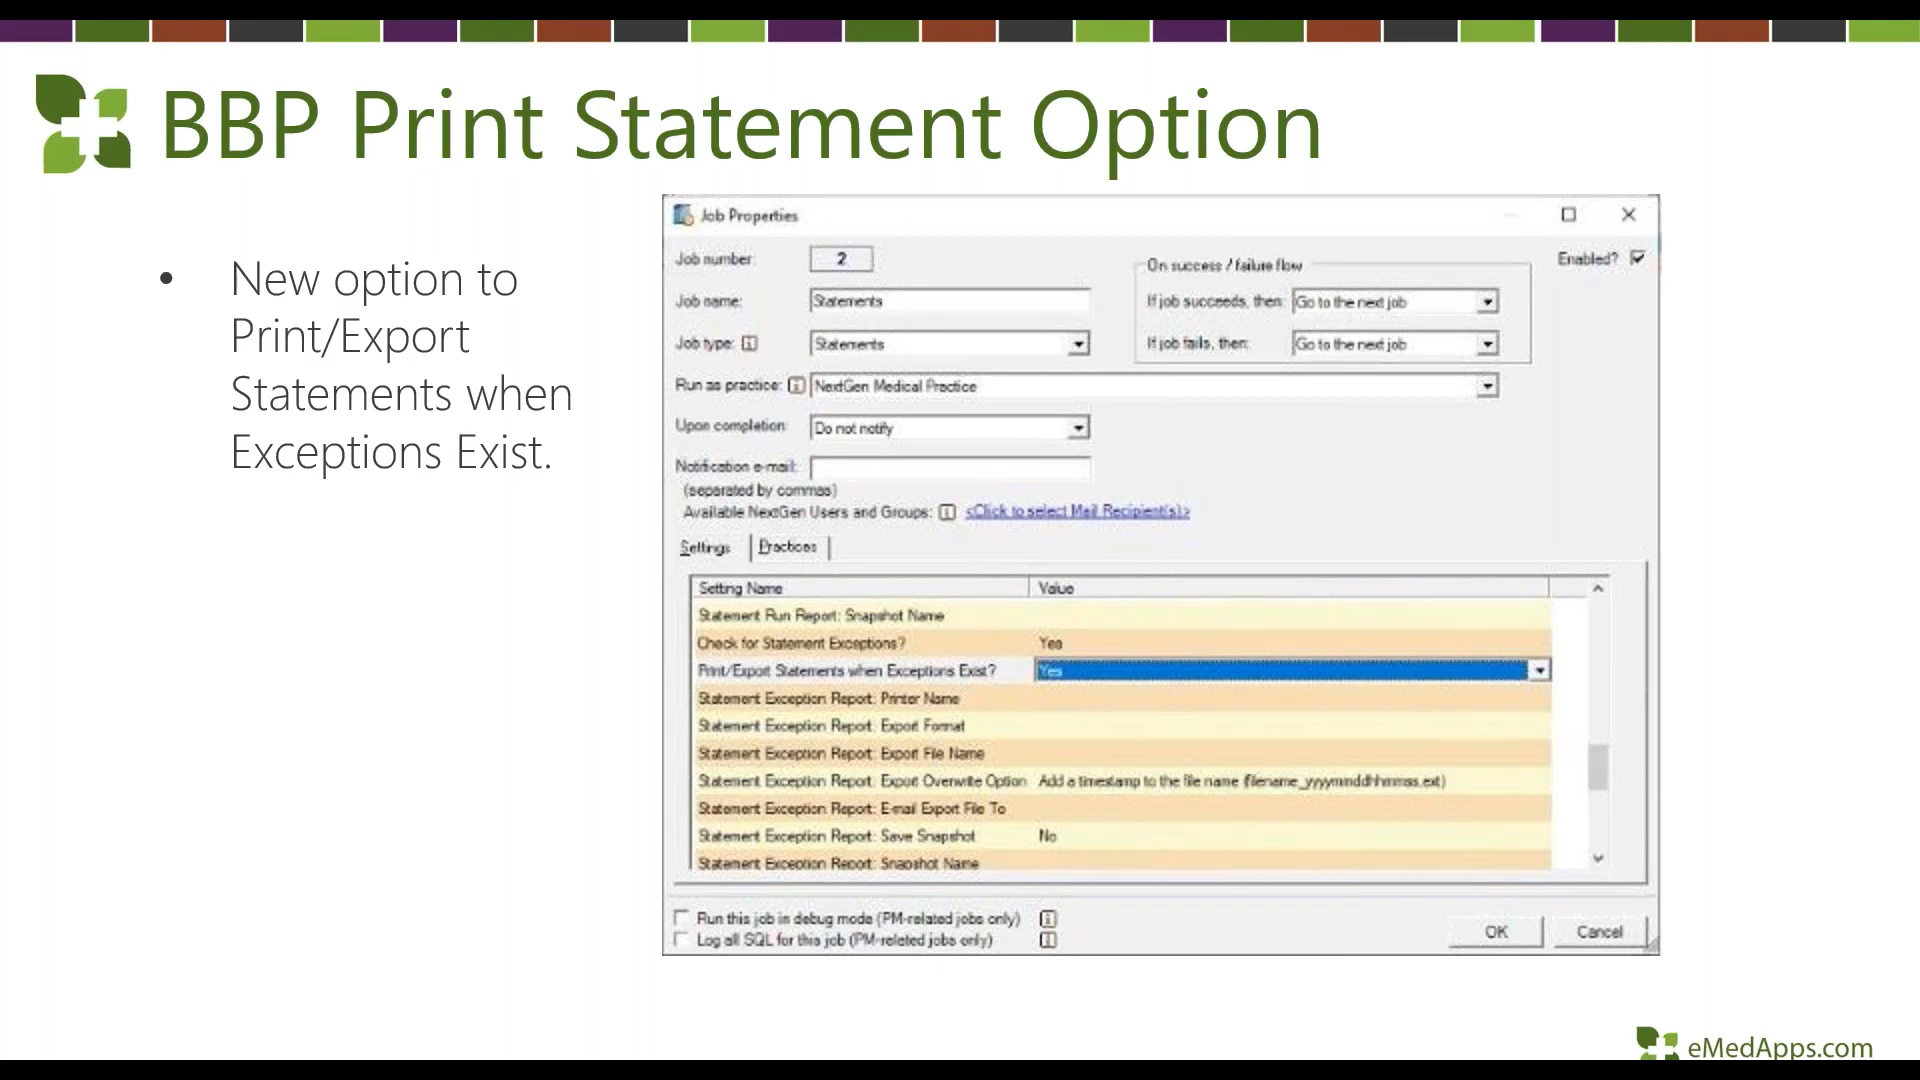 BBP Print Statement Option
• New option to
Print/Export
Statements when
Exceptions Exist.
Job Properties
Job number: 2
Enabled?
Job name: Statements
Job type: Statements
On success / failure flow
If job succeeds, then: Go to the next job
If job fails, then: Go to the next job
Run as practice: NextGen Medical Practice
Upon completion: Do not notify
Notification e-mail:
(separated by commas)
Available NextGen Users and Groups: <Click to select Mail Recipient(s)>
Settings Practices
Setting Name Value
Statement Run Report: Snapshot Name
Check for Statement Exceptions? Yes
Print/Export Statements when Exceptions Exist? Yes
Statement Exception Report: Printer Name
Statement Exception Report: Export Format
Statement Exception Report: Export File Name
Statement Exception Report: Export Overwrite Option Add a timestamp to the file name (filename_yyyymmddhhmmss.ext)
Statement Exception Report: E-mail Export File To
Statement Exception Report: Save Snapshot No
Statement Exception Report: Snapshot Name
Run this job in debug mode (PM-related jobs only)
Log all SQL for this job (PM-related jobs only)
OK Cancel
eMedApps.com